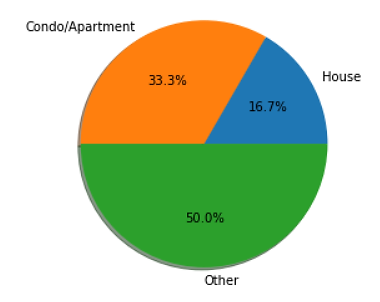 Condo/Apartment
33.3%
House
16.7%
50.0%
Other